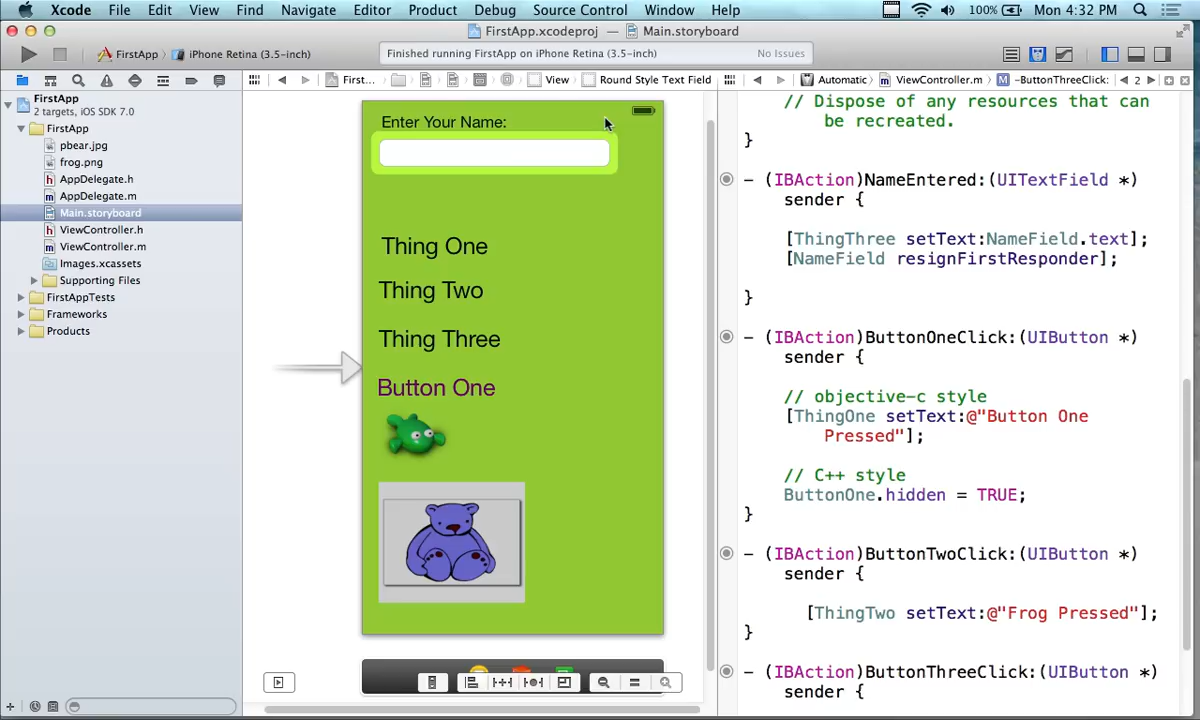 Xcode File Edit View Find Navigate Editor Product Debug Source Control Window Help 100% Mon 4:32 PM
FirstApp.xcodeproj — Main.storyboard
FirstApp iPhone Retina (3.5-inch) Finished running FirstApp on iPhone Retina (3.5-inch) No Issues
First... View Round Style Text Field Automatic ViewController.m M -ButtonThreeClick: 2
FirstApp
2 targets, iOS SDK 7.0
FirstApp
pbear.jpg
frog.png
h AppDelegate.h
m AppDelegate.m
Main.storyboard
h ViewController.h
m ViewController.m
Images.xcassets
Supporting Files
FirstAppTests
Frameworks
Products
Enter Your Name:
Thing One
Thing Two
Thing Three
Button One
// Dispose of any resources that can
be recreated.
}
- (IBAction)NameEntered:(UITextField *)
sender {
[ThingThree setText:NameField.text];
[NameField resignFirstResponder];
}
- (IBAction)ButtonOneClick:(UIButton *)
sender {
// objective-c style
[ThingOne setText:@"Button One
Pressed"];
// C++ style
ButtonOne.hidden = TRUE;
}
- (IBAction)ButtonTwoClick:(UIButton *)
sender {
[ThingTwo setText:@"Frog Pressed"];
}
- (IBAction)ButtonThreeClick:(UIButton *)
sender {